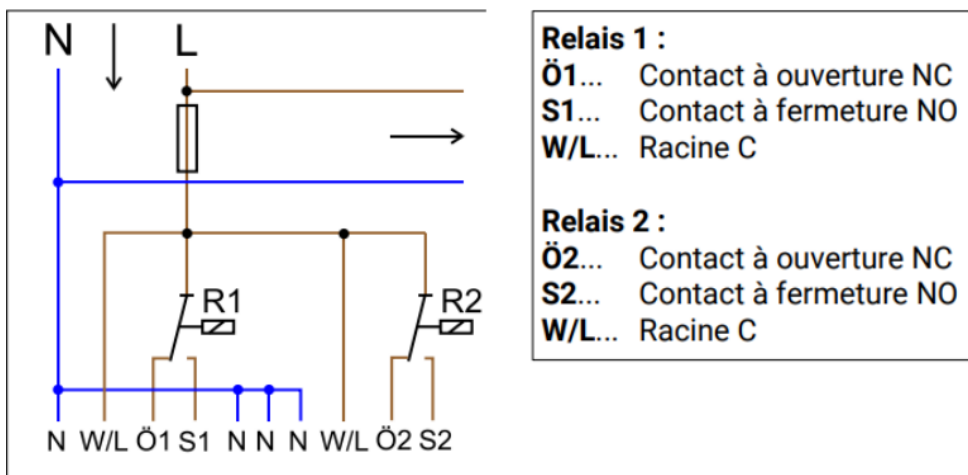 N L
R1 R2
N W/L Ö1 S1 N N N W/L Ö2 S2
Relais 1 :
Ö1... Contact à ouverture NC
S1... Contact à fermeture NO
W/L... Racine C
Relais 2 :
Ö2... Contact à ouverture NC
S2... Contact à fermeture NO
W/L... Racine C